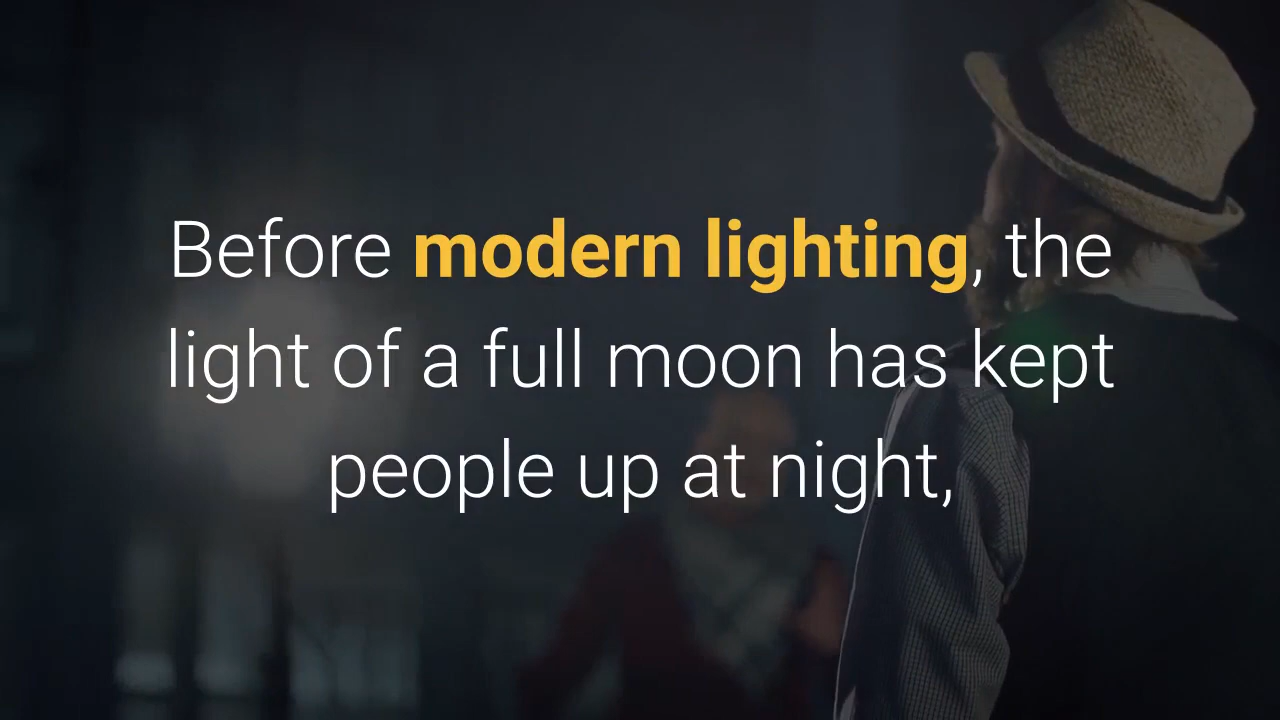 Before modern lighting, the
light of a full moon has kept
people up at night,